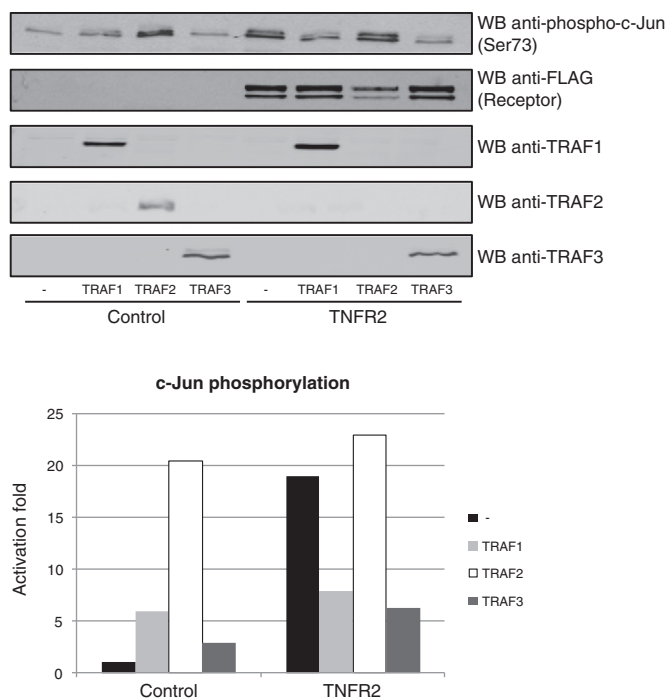 WB anti-phospho-c-Jun
(Ser73)
WB anti-FLAG
(Receptor)
WB anti-TRAF1
WB anti-TRAF2
WB anti-TRAF3
- TRAF1 TRAF2 TRAF3 - TRAF1 TRAF2 TRAF3
Control TNFR2
c-Jun phosphorylation
Activation fold
25
20
15
10
5
0
Control TNFR2
-
TRAF1
TRAF2
TRAF3